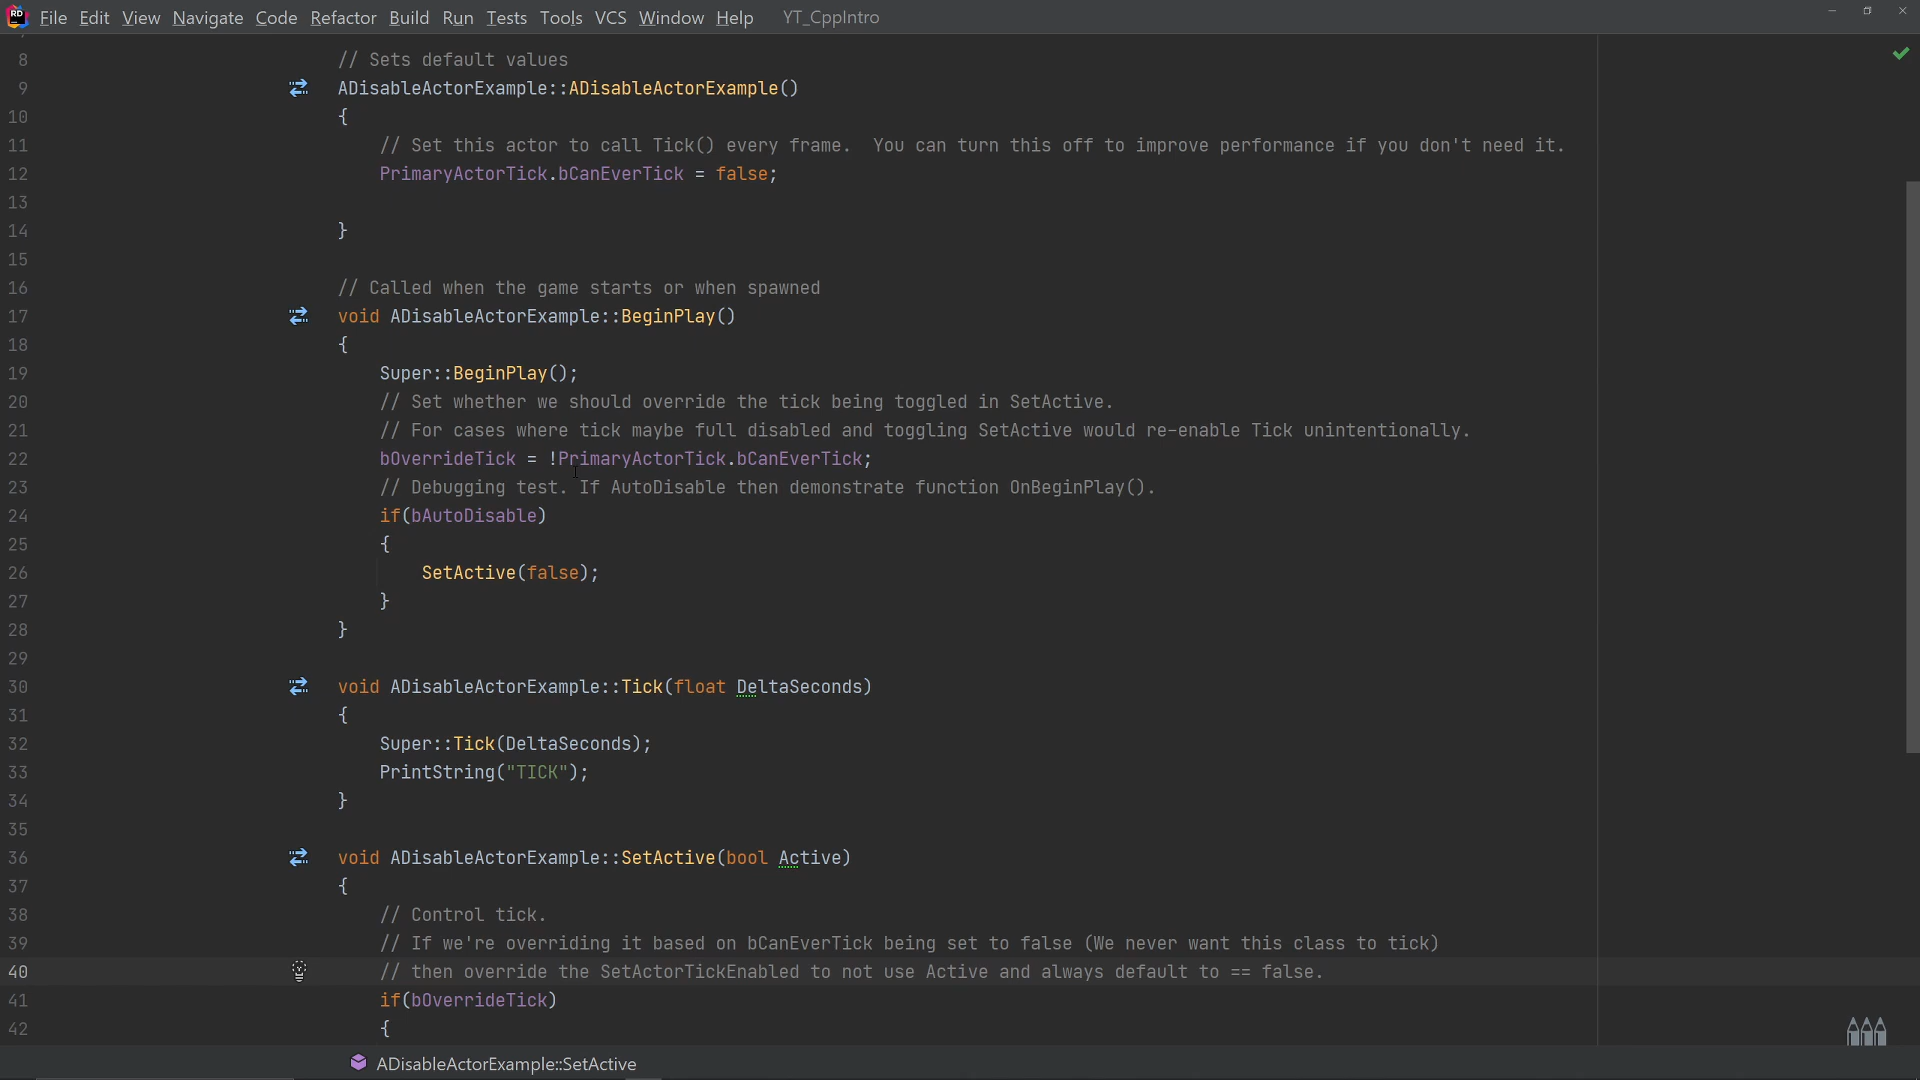 RD File Edit View Navigate Code Refactor Build Run Tests Tools VCS Window Help YT_CppIntro
8 // Sets default values
9 ADisableActorExample::ADisableActorExample()
10 {
11 // Set this actor to call Tick() every frame.  You can turn this off to improve performance if you don't need it.
12 PrimaryActorTick.bCanEverTick = false;
13
14 }
15
16 // Called when the game starts or when spawned
17 void ADisableActorExample::BeginPlay()
18 {
19 Super::BeginPlay();
20 // Set whether we should override the tick being toggled in SetActive.
21 // For cases where tick maybe full disabled and toggling SetActive would re-enable Tick unintentionally.
22 bOverrideTick = !PrimaryActorTick.bCanEverTick;
23 // Debugging test. If AutoDisable then demonstrate function OnBeginPlay().
24 if(bAutoDisable)
25 {
26 SetActive(false);
27 }
28 }
29
30 void ADisableActorExample::Tick(float DeltaSeconds)
31 {
32 Super::Tick(DeltaSeconds);
33 PrintString("TICK");
34 }
35
36 void ADisableActorExample::SetActive(bool Active)
37 {
38 // Control tick.
39 // If we're overriding it based on bCanEverTick being set to false (We never want this class to tick)
40 // then override the SetActorTickEnabled to not use Active and always default to == false.
41 if(bOverrideTick)
42 {
ADisableActorExample::SetActive